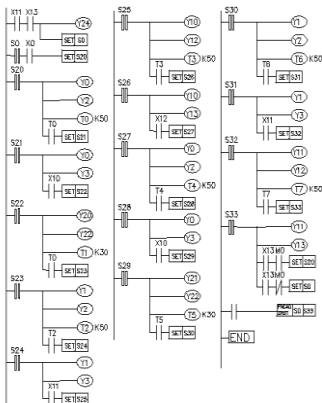 X11 X13
Y24
SET S0
S0 X0
SET S20
S20
Y0
Y2
T0 K50
T0
SET S21
S21
Y0
Y3
X10
SET S22
S22
Y20
Y22
T1 K30
T0
SET S23
S23
Y1
Y2
T2 K50
T2
SET S24
S24
Y1
Y3
X11
SET S25
S25
Y10
Y12
T3 K50
T3
SET S26
S26
Y10
Y13
X12
SET S27
S27
Y0
Y2
T4 K50
T4
SET S28
S28
Y0
Y3
X10
SET S29
S29
Y21
Y22
T5 K30
T5
SET S30
S30
Y1
Y2
T6 K50
T6
SET S31
S31
Y1
Y3
X11
SET S32
S32
Y11
Y12
T7 K50
T7
SET S33
S33
Y11
Y13
X13 M0
SET S20
X13 M0
SET S0
S0 S33
END